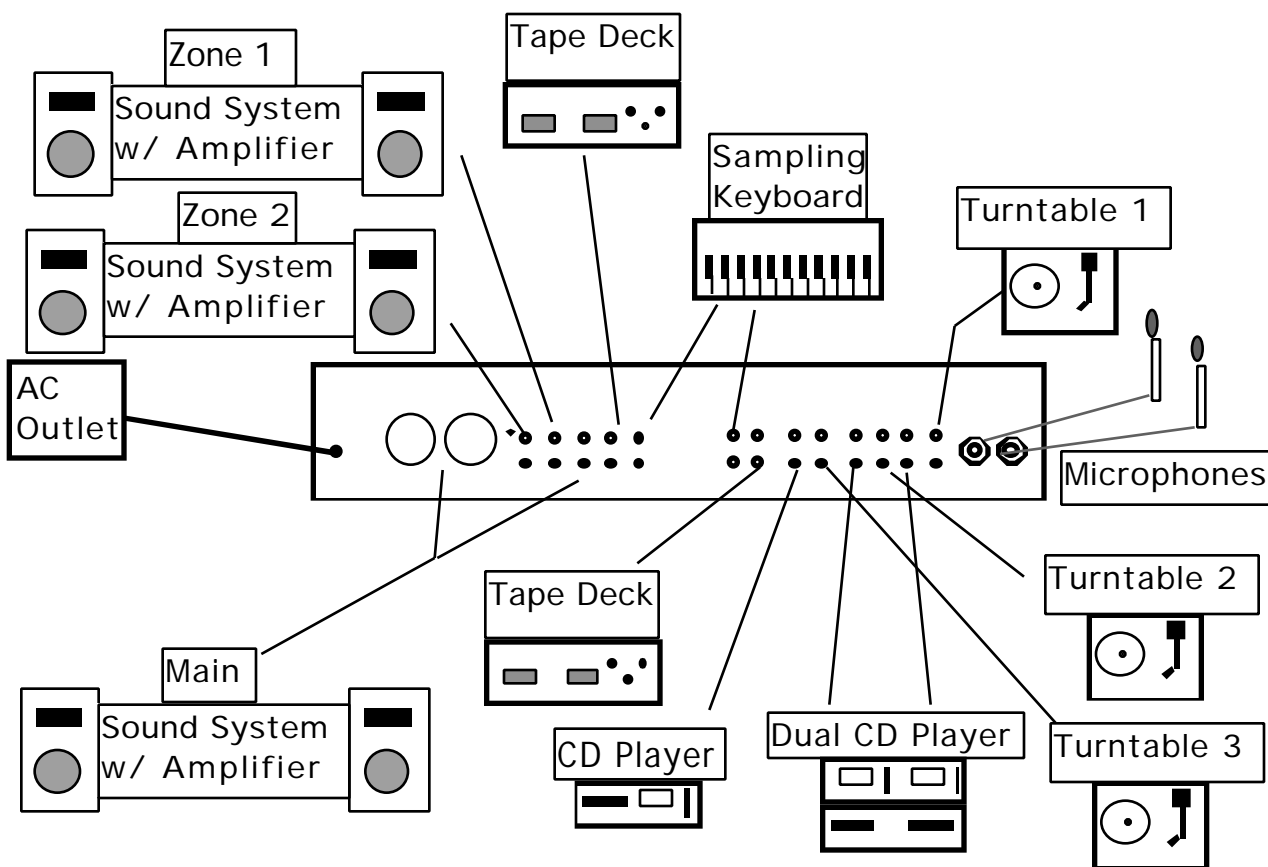 Zone 1
Sound System
w/ Amplifier
Tape Deck
Sampling
Keyboard
Turntable 1
Zone 2
Sound System
w/ Amplifier
AC
Outlet
Microphones
Tape Deck
Turntable 2
Main
Sound System
w/ Amplifier
CD Player
Dual CD Player
Turntable 3